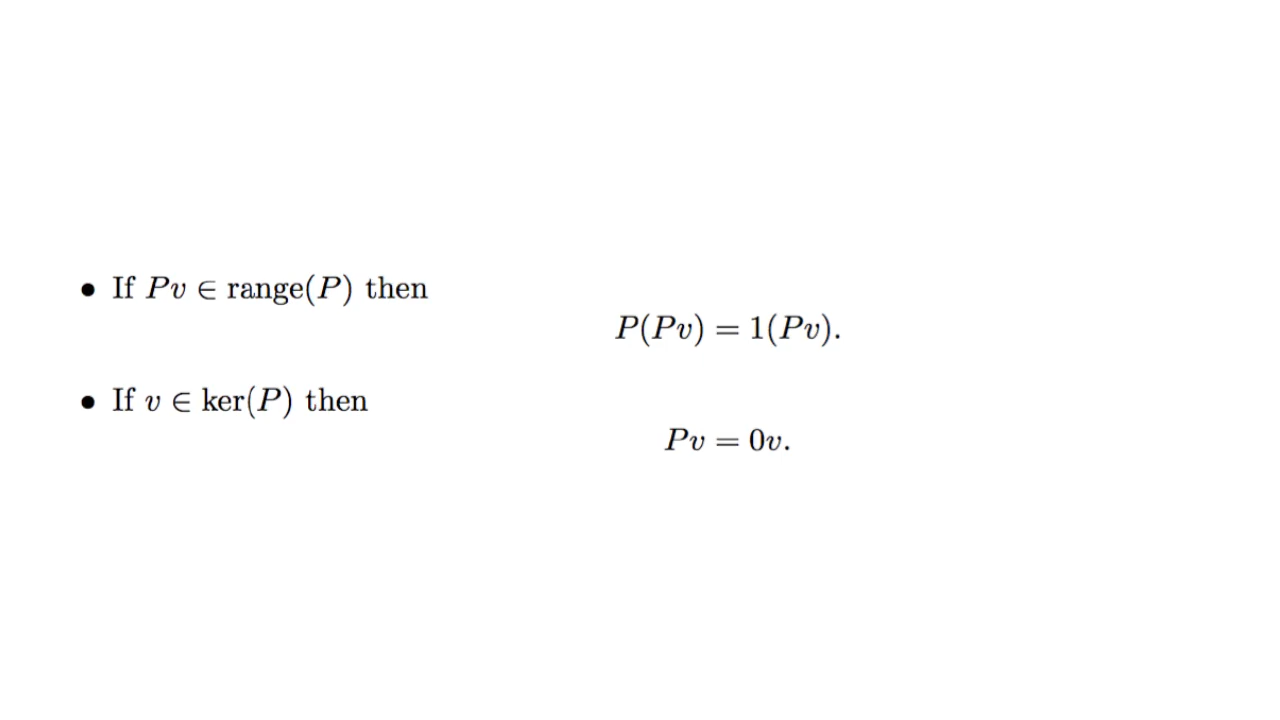 • If Pv ∈ range(P) then
P(Pv) = 1(Pv).
• If v ∈ ker(P) then
Pv = 0v.